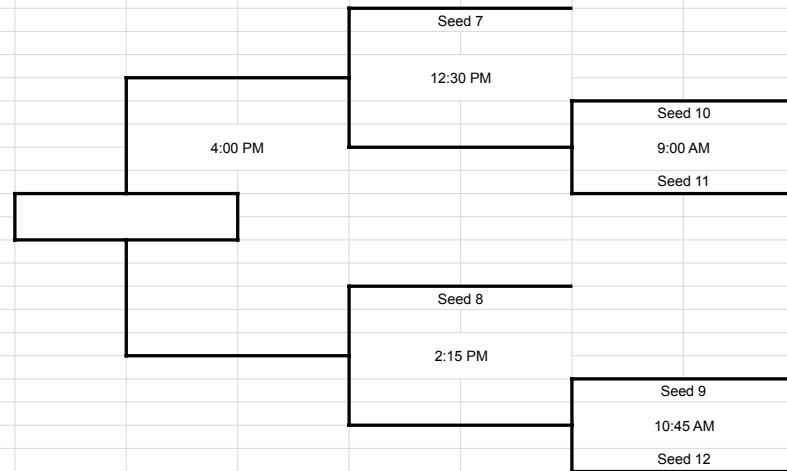 Seed 7
12:30 PM
Seed 10
4:00 PM
9:00 AM
Seed 11
Seed 8
2:15 PM
Seed 9
10:45 AM
Seed 12